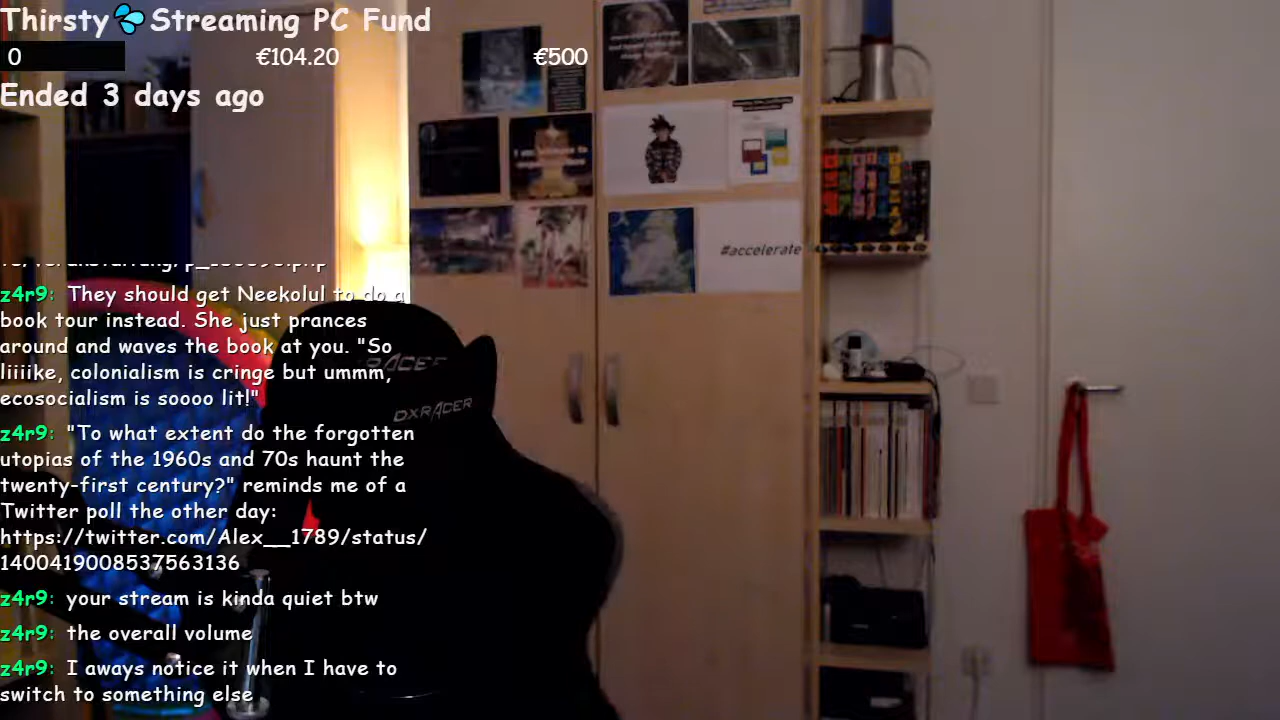 Thirsty💦Streaming PC Fund
0 €104.20 €500
Ended 3 days ago
z4r9: They should get Neekolul to do a
book tour instead. She just prances
around and waves the book at you. "So
liiiike, colonialism is cringe but ummm,
ecosocialism is soooo lit!"
z4r9: "To what extent do the forgotten
utopias of the 1960s and 70s haunt the
twenty-first century?" reminds me of a
Twitter poll the other day:
https://twitter.com/Alex__1789/status/
1400419008537563136
z4r9: your stream is kinda quiet btw
z4r9: the overall volume
z4r9: I aways notice it when I have to
switch to something else
#accelerate
DXRACER